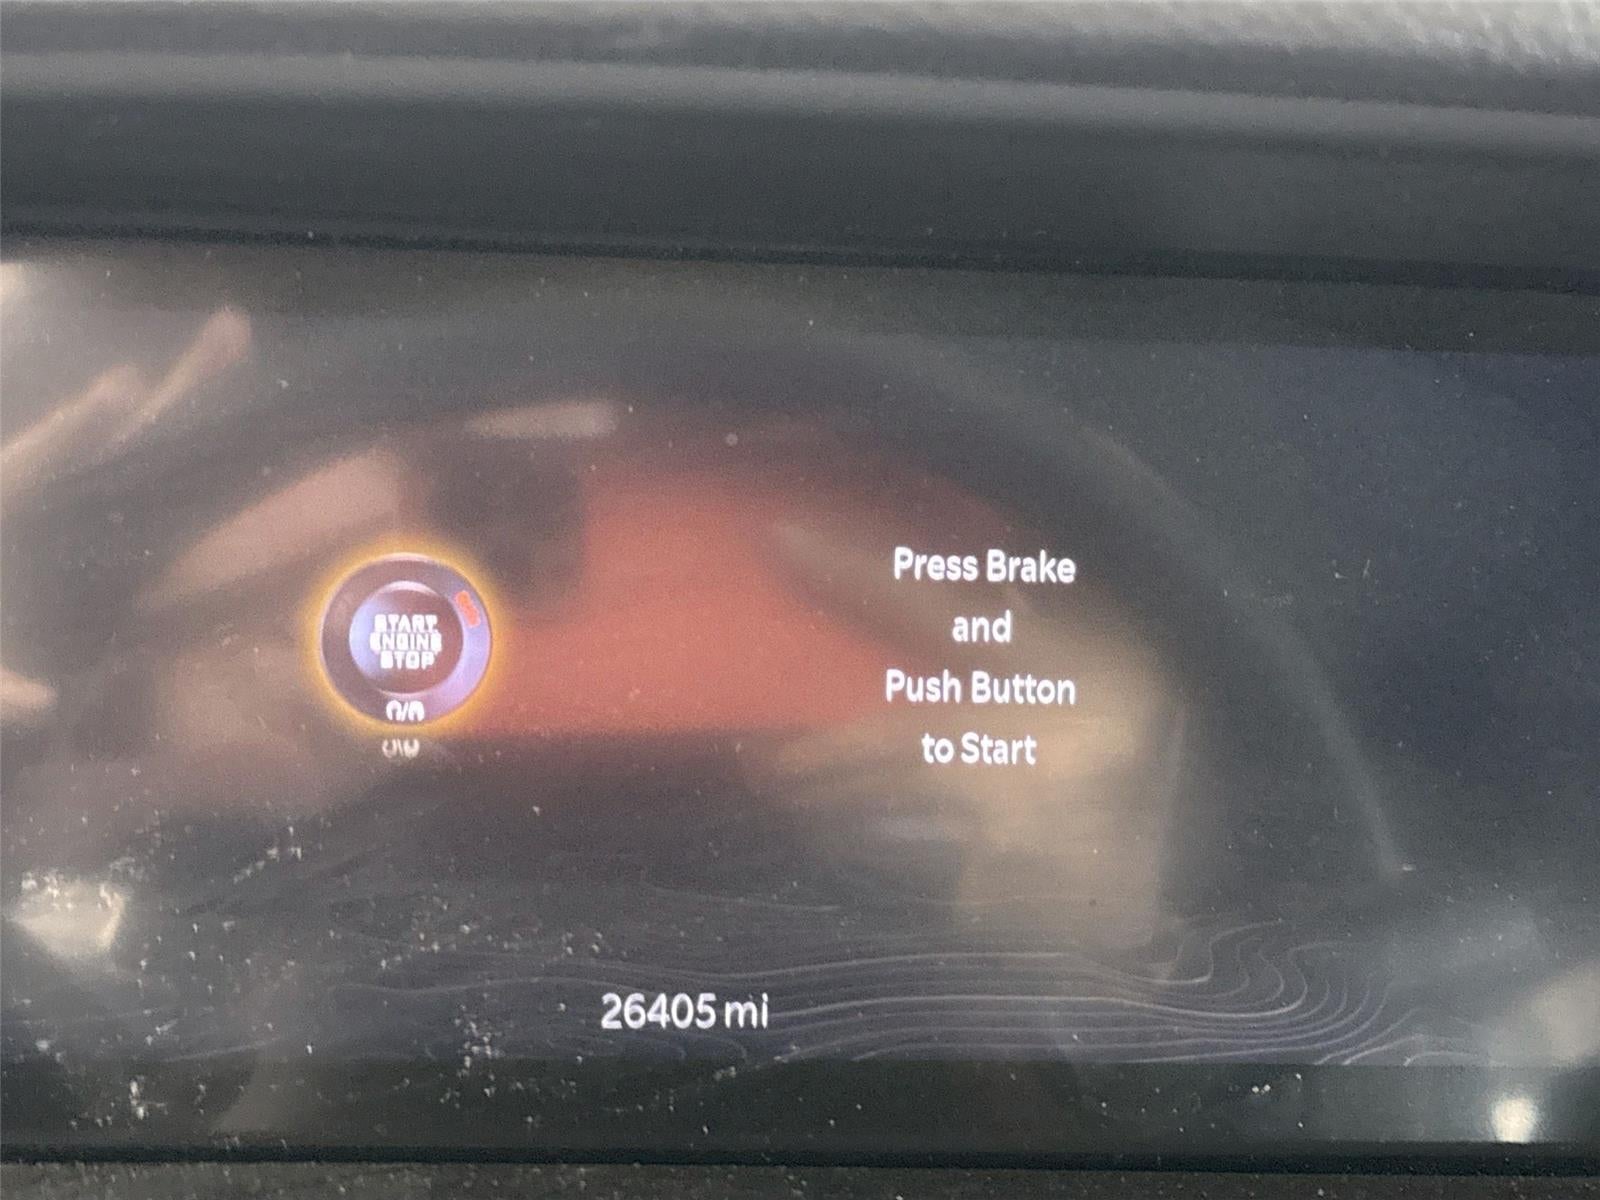 START
ENGINE
STOP
Press Brake
and
Push Button
to Start
26405 mi